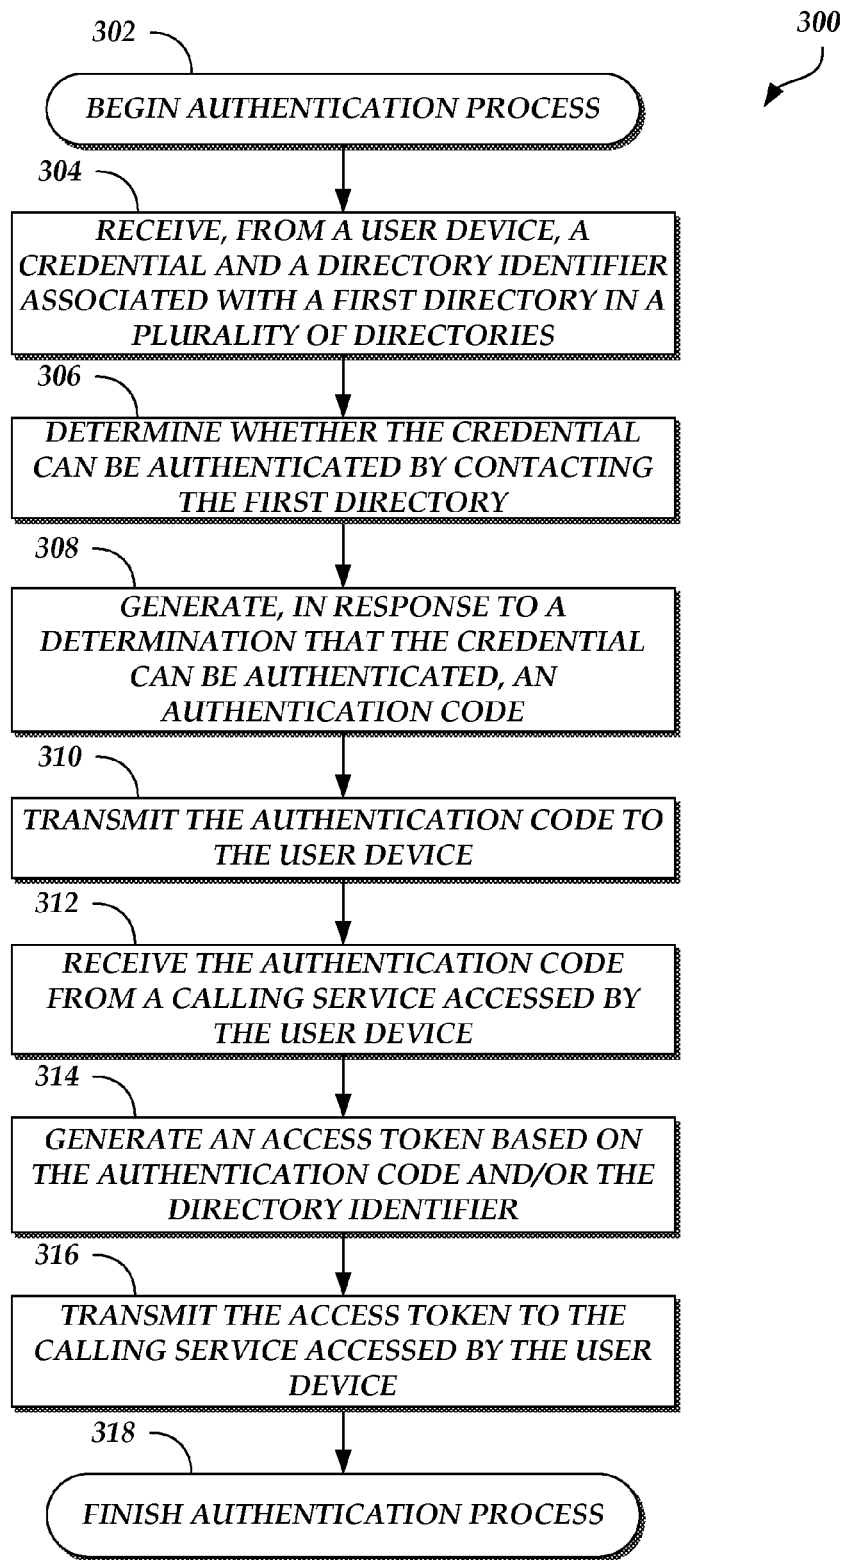 302
300
BEGIN AUTHENTICATION PROCESS
304
RECEIVE, FROM A USER DEVICE, A
CREDENTIAL AND A DIRECTORY IDENTIFIER
ASSOCIATED WITH A FIRST DIRECTORY IN A
PLURALITY OF DIRECTORIES
306
DETERMINE WHETHER THE CREDENTIAL
CAN BE AUTHENTICATED BY CONTACTING
THE FIRST DIRECTORY
308
GENERATE, IN RESPONSE TO A
DETERMINATION THAT THE CREDENTIAL
CAN BE AUTHENTICATED, AN
AUTHENTICATION CODE
310
TRANSMIT THE AUTHENTICATION CODE TO
THE USER DEVICE
312
RECEIVE THE AUTHENTICATION CODE
FROM A CALLING SERVICE ACCESSED BY
THE USER DEVICE
314
GENERATE AN ACCESS TOKEN BASED ON
THE AUTHENTICATION CODE AND/OR THE
DIRECTORY IDENTIFIER
316
TRANSMIT THE ACCESS TOKEN TO THE
CALLING SERVICE ACCESSED BY THE USER
DEVICE
318
FINISH AUTHENTICATION PROCESS